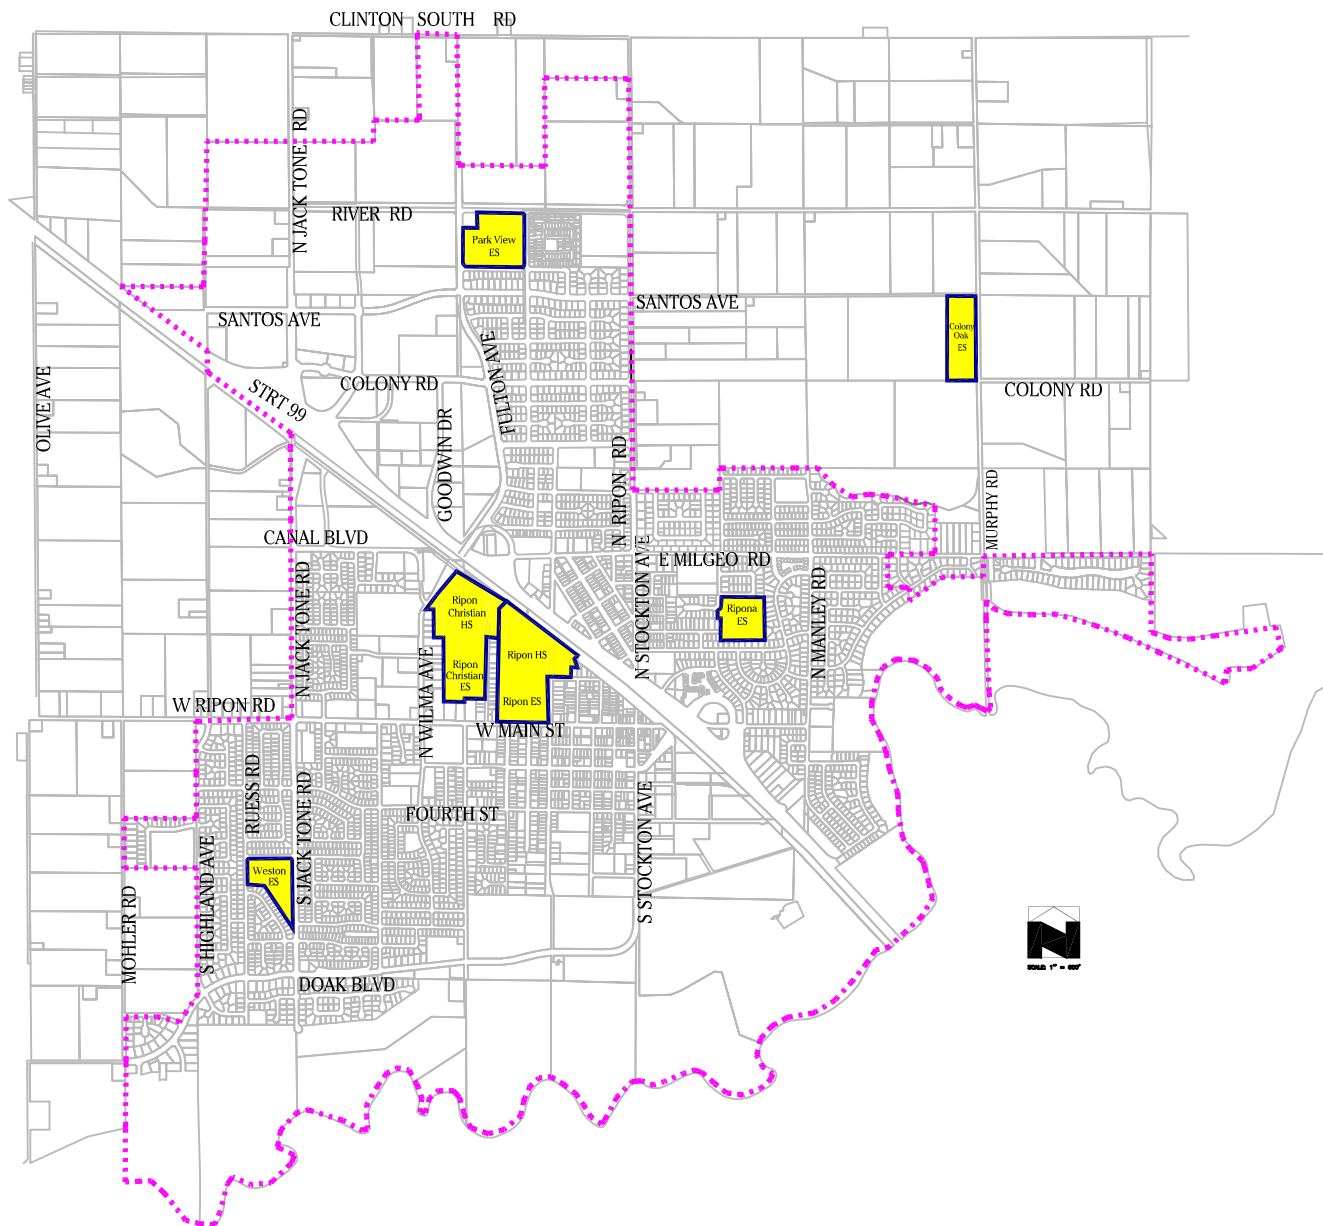 CLINTON SOUTH RD
N JACK TONE RD
RIVER RD
Park View
ES
SANTOS AVE
SANTOS AVE
Colony
Oak
ES
FULTON AVE
OLIVE AVE
STRT 99
COLONY RD
COLONY RD
GOODWIN DR
N RIPON RD
MURPHY RD
CANAL BLVD
E MILGEO RD
N JACK TONE RD
Ripon
Christian
HS
Ripona
ES
N STOCKTON AVE
N MANLEY RD
Ripon HS
Ripon
Christian
ES
N WILMA AVE
W RIPON RD
Ripon ES
W MAIN ST
RUESS RD
S JACK TONE RD
FOURTH ST
S STOCKTON AVE
Weston
ES
MOHLER RD
S HIGHLAND AVE
DOAK BLVD
N
SCALE: 1" = 600'